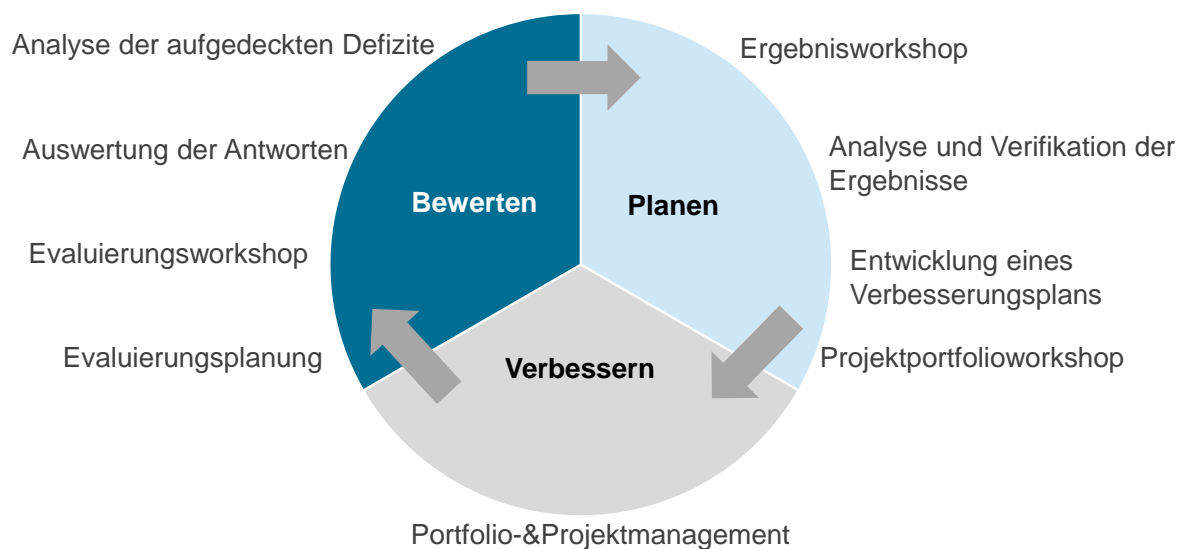 Analyse der aufgedeckten Defizite
Ergebnisworkshop
Auswertung der Antworten
Analyse und Verifikation der
Ergebnisse
Bewerten
Planen
Evaluierungsworkshop
Entwicklung eines
Verbesserungsplans
Evaluierungsplanung
Verbessern
Projektportfolioworkshop
Portfolio-&Projektmanagement